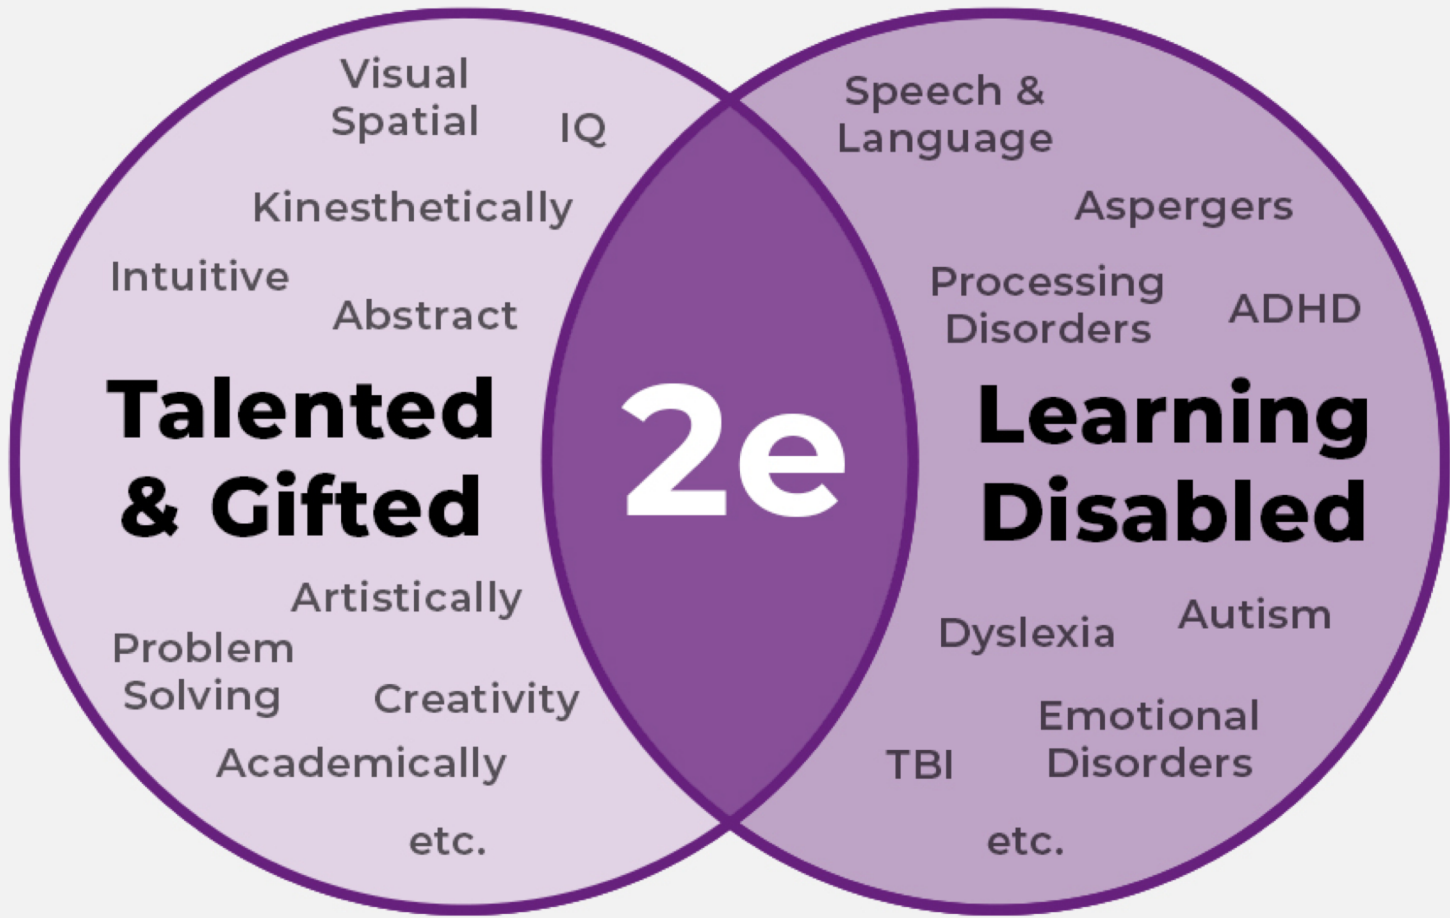 Visual
Spatial
IQ
Kinesthetically
Intuitive
Abstract
Talented
& Gifted
Artistically
Problem
Solving
Creativity
Academically
etc.
2e
Speech &
Language
Aspergers
Processing
Disorders
ADHD
Learning
Disabled
Dyslexia
Autism
Emotional
Disorders
TBI
etc.